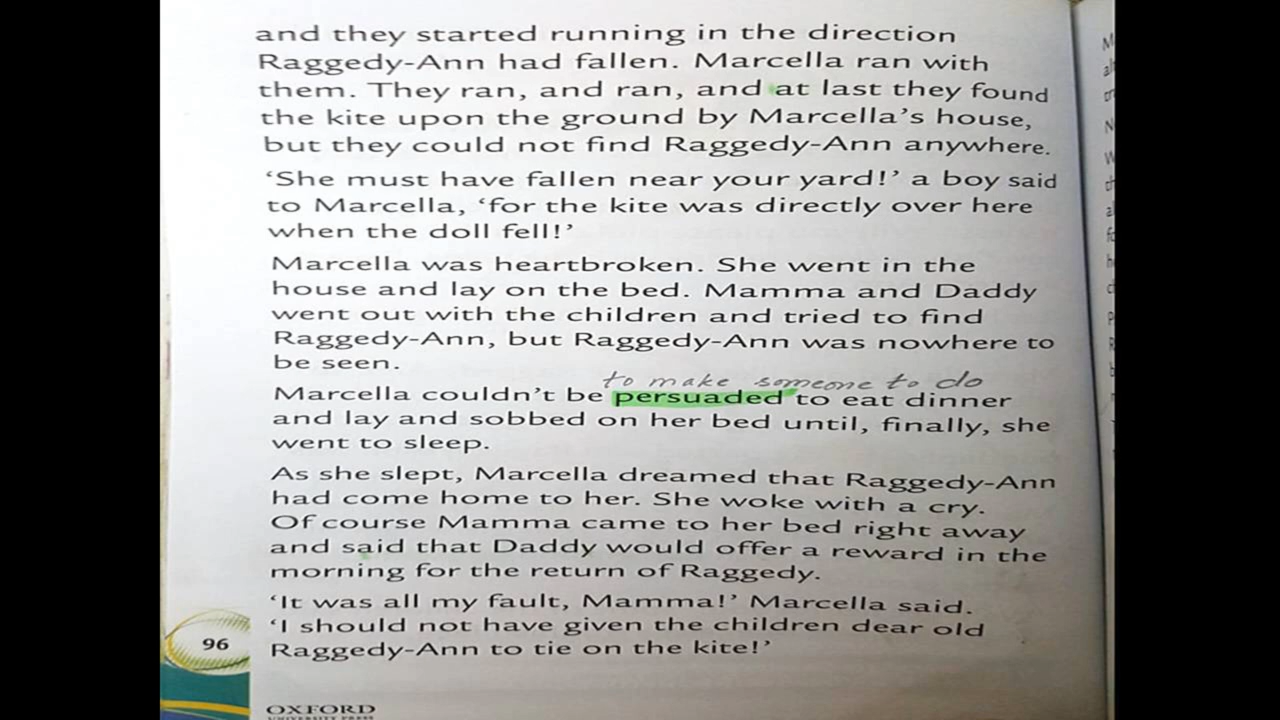 and they started running in the direction
Raggedy-Ann had fallen. Marcella ran with
them. They ran, and ran, and at last they found
the kite upon the ground by Marcella's house,
but they could not find Raggedy-Ann anywhere.
'She must have fallen near your yard!' a boy said
to Marcella, 'for the kite was directly over here
when the doll fell!'
Marcella was heartbroken. She went in the
house and lay on the bed. Mamma and Daddy
went out with the children and tried to find
Raggedy-Ann, but Raggedy-Ann was nowhere to
be seen.
to make someone to do
Marcella couldn't be persuaded to eat dinner
and lay and sobbed on her bed until, finally, she
went to sleep.
As she slept, Marcella dreamed that Raggedy-Ann
had come home to her. She woke with a cry.
Of course Mamma came to her bed right away
and said that Daddy would offer a reward in the
morning for the return of Raggedy.
'It was all my fault, Mamma!' Marcella said.
'I should not have given the children dear old
Raggedy-Ann to tie on the kite!'
96
OXFORD
UNIVERSITY PRESS